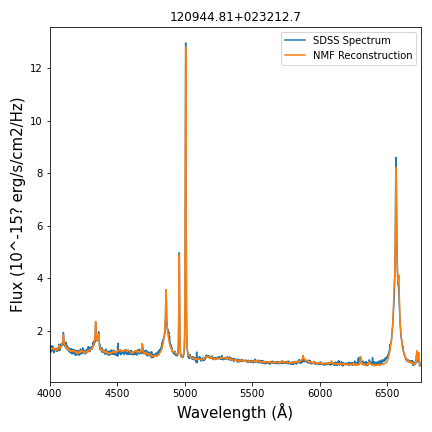 120944.81+023212.7
SDSS Spectrum
NMF Reconstruction
12
10
8
6
4
2
Flux (10^-15? erg/s/cm2/Hz)
4000 4500 5000 5500 6000 6500
Wavelength (Å)